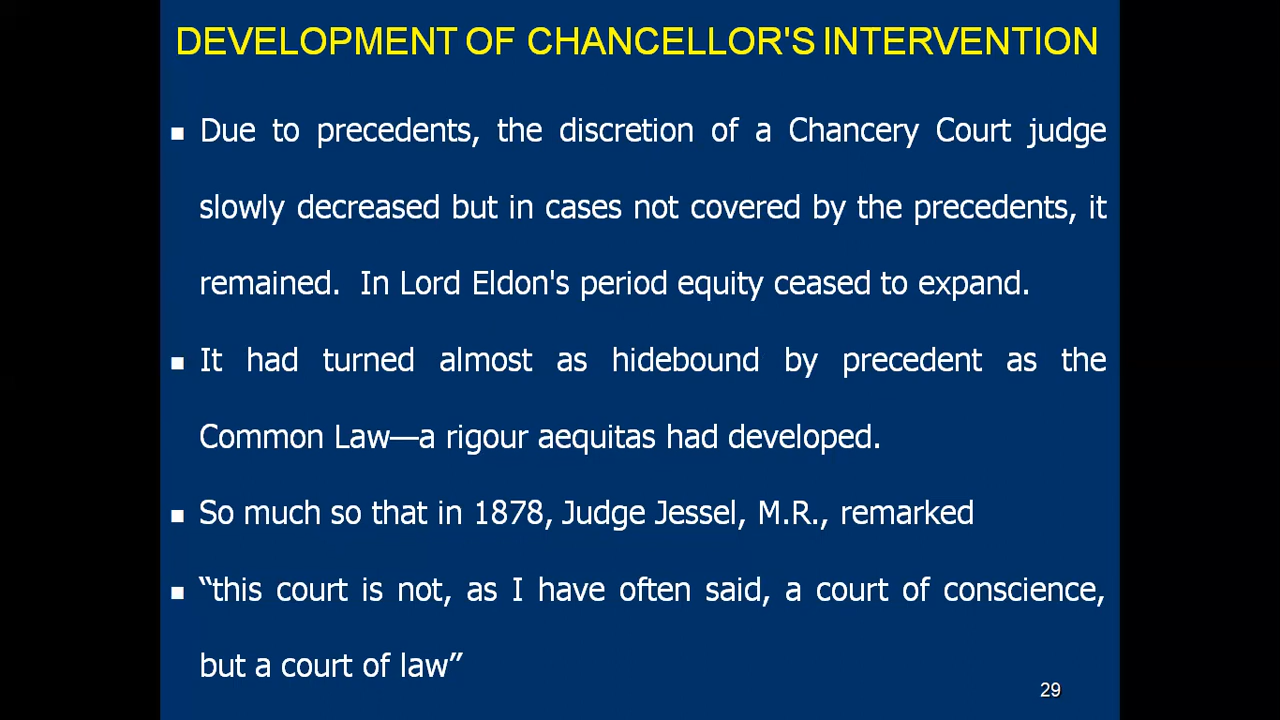 DEVELOPMENT OF CHANCELLOR'S INTERVENTION
▪ Due to precedents, the discretion of a Chancery Court judge
slowly decreased but in cases not covered by the precedents, it
remained. In Lord Eldon's period equity ceased to expand.
▪ It had turned almost as hidebound by precedent as the
Common Law—a rigour aequitas had developed.
▪ So much so that in 1878, Judge Jessel, M.R., remarked
▪ “this court is not, as I have often said, a court of conscience,
but a court of law”
29